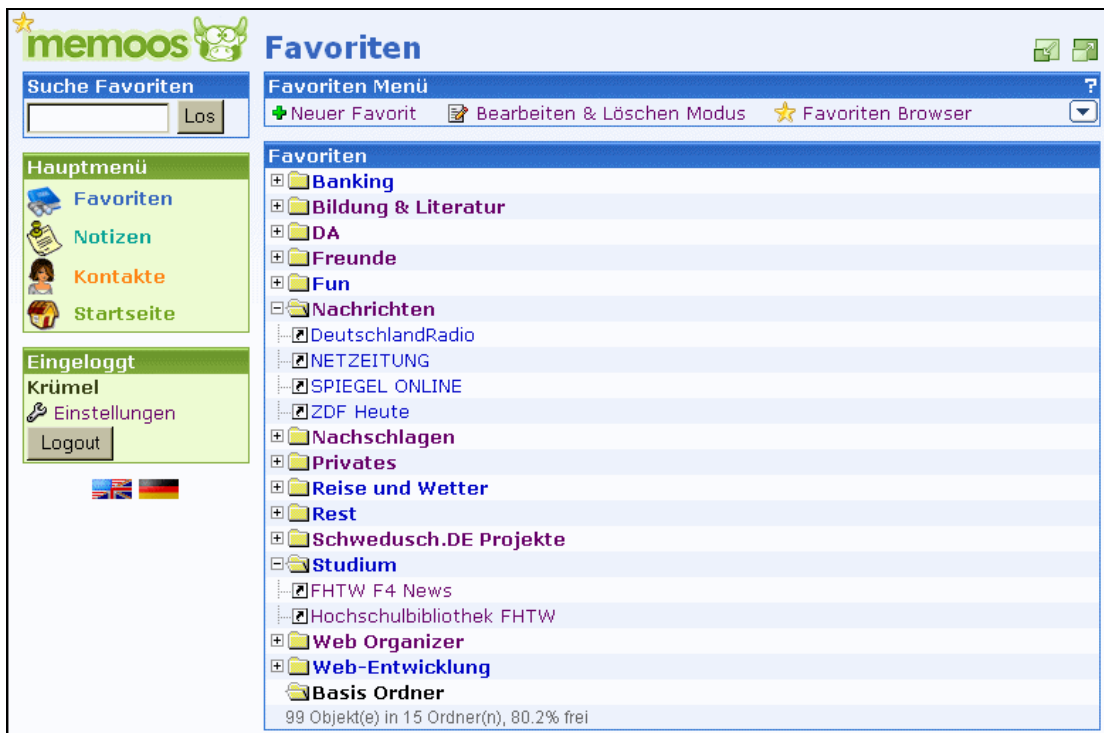 memoos
Favoriten
Suche Favoriten
Los
Hauptmenü
Favoriten
Notizen
Kontakte
Startseite
Eingeloggt
Krümel
Einstellungen
Logout
Favoriten Menü ?
Neuer Favorit Bearbeiten & Löschen Modus Favoriten Browser
Favoriten
Banking
Bildung & Literatur
DA
Freunde
Fun
Nachrichten
DeutschlandRadio
NETZEITUNG
SPIEGEL ONLINE
ZDF Heute
Nachschlagen
Privates
Reise und Wetter
Rest
Schwedusch.DE Projekte
Studium
FHTW F4 News
Hochschulbibliothek FHTW
Web Organizer
Web-Entwicklung
Basis Ordner
99 Objekt(e) in 15 Ordner(n), 80.2% frei